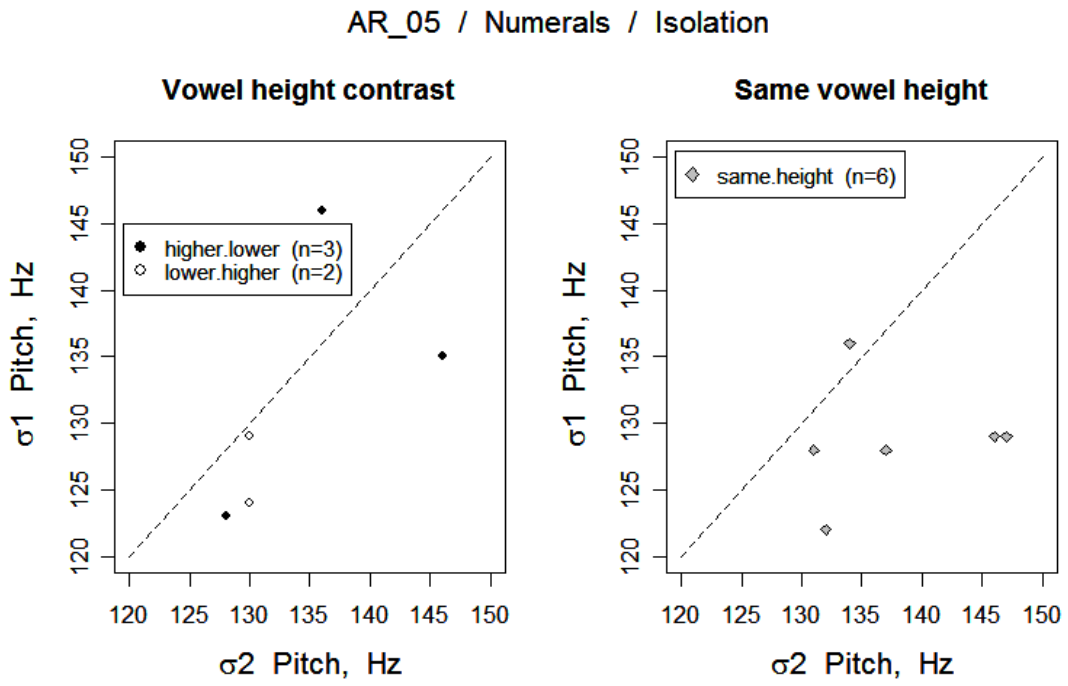 AR_05 / Numerals / Isolation
Vowel height contrast
150
145
140
135
130
125
120
σ1 Pitch, Hz
higher.lower (n=3)
lower.higher (n=2)
120 125 130 135 140 145 150
σ2 Pitch, Hz
Same vowel height
150
145
140
135
130
125
120
σ1 Pitch, Hz
same.height (n=6)
120 125 130 135 140 145 150
σ2 Pitch, Hz